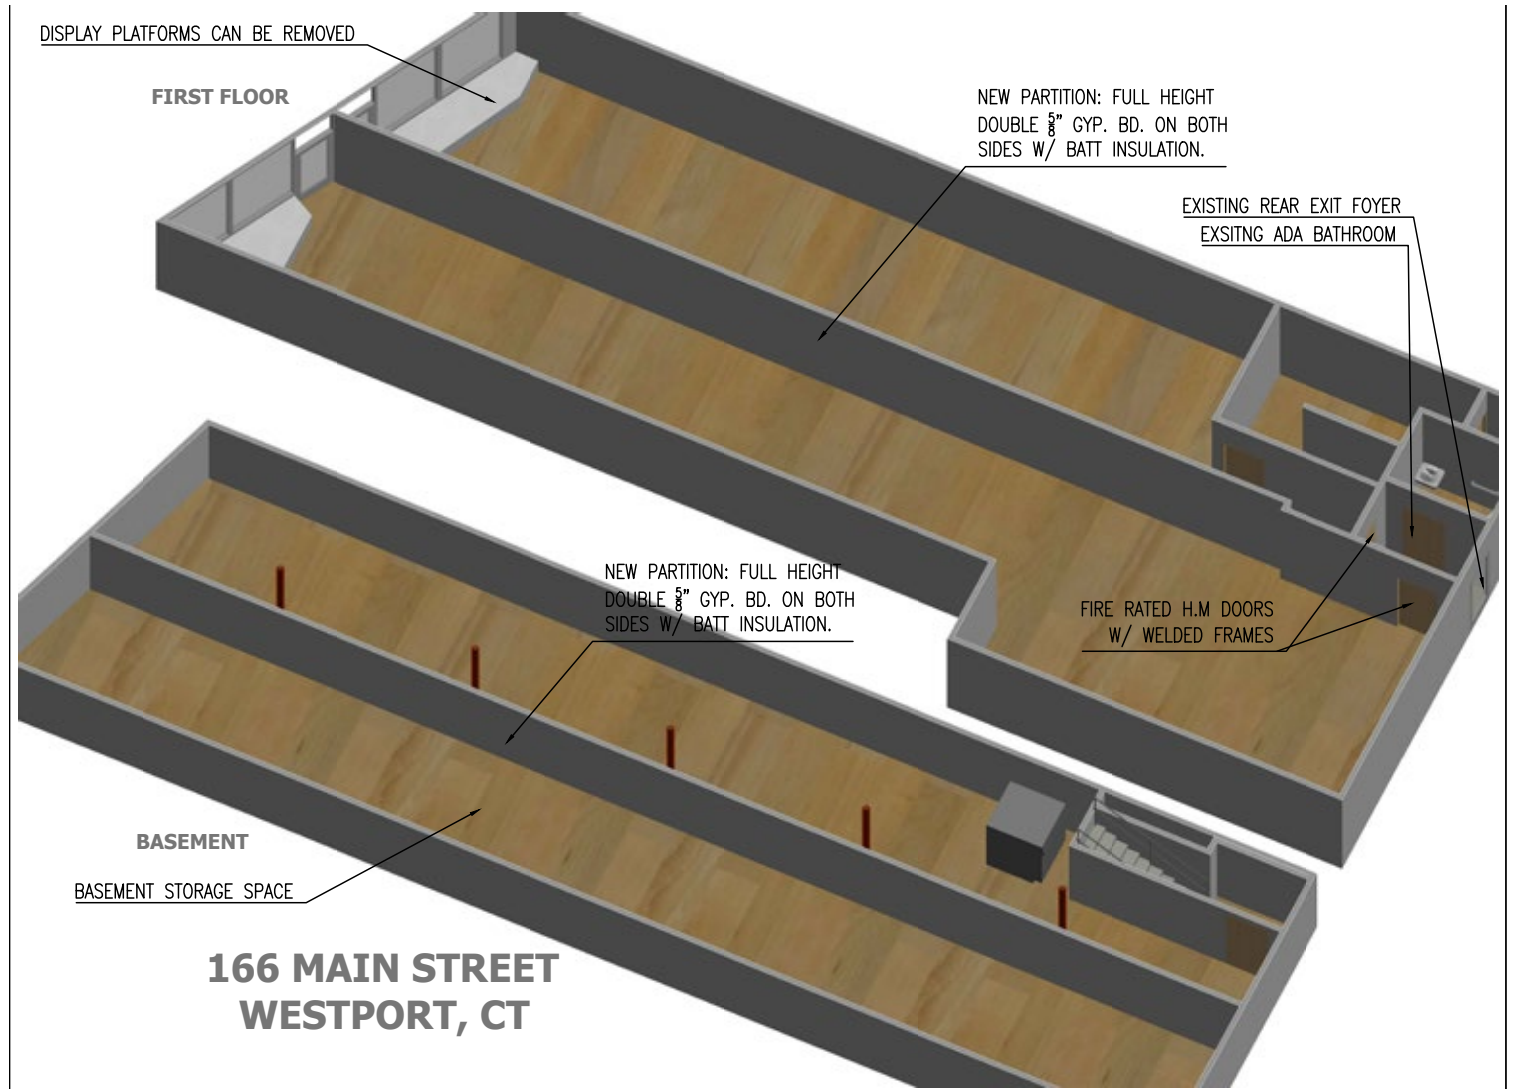 DISPLAY PLATFORMS CAN BE REMOVED
FIRST FLOOR
NEW PARTITION: FULL HEIGHT
DOUBLE 5/8" GYP. BD. ON BOTH
SIDES W/ BATT INSULATION.
EXISTING REAR EXIT FOYER
EXSITNG ADA BATHROOM
NEW PARTITION: FULL HEIGHT
DOUBLE 5/8" GYP. BD. ON BOTH
SIDES W/ BATT INSULATION.
FIRE RATED H.M DOORS
W/ WELDED FRAMES
BASEMENT
BASEMENT STORAGE SPACE
166 MAIN STREET
WESTPORT, CT